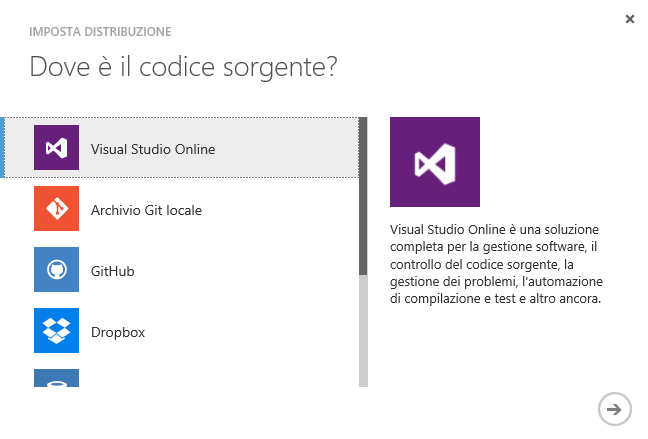 IMPOSTA DISTRIBUZIONE
Dove è il codice sorgente?
Visual Studio Online
Archivio Git locale
GitHub
Dropbox
Visual Studio Online è una soluzione
completa per la gestione software, il
controllo del codice sorgente, la
gestione dei problemi, l'automazione
di compilazione e test e altro ancora.